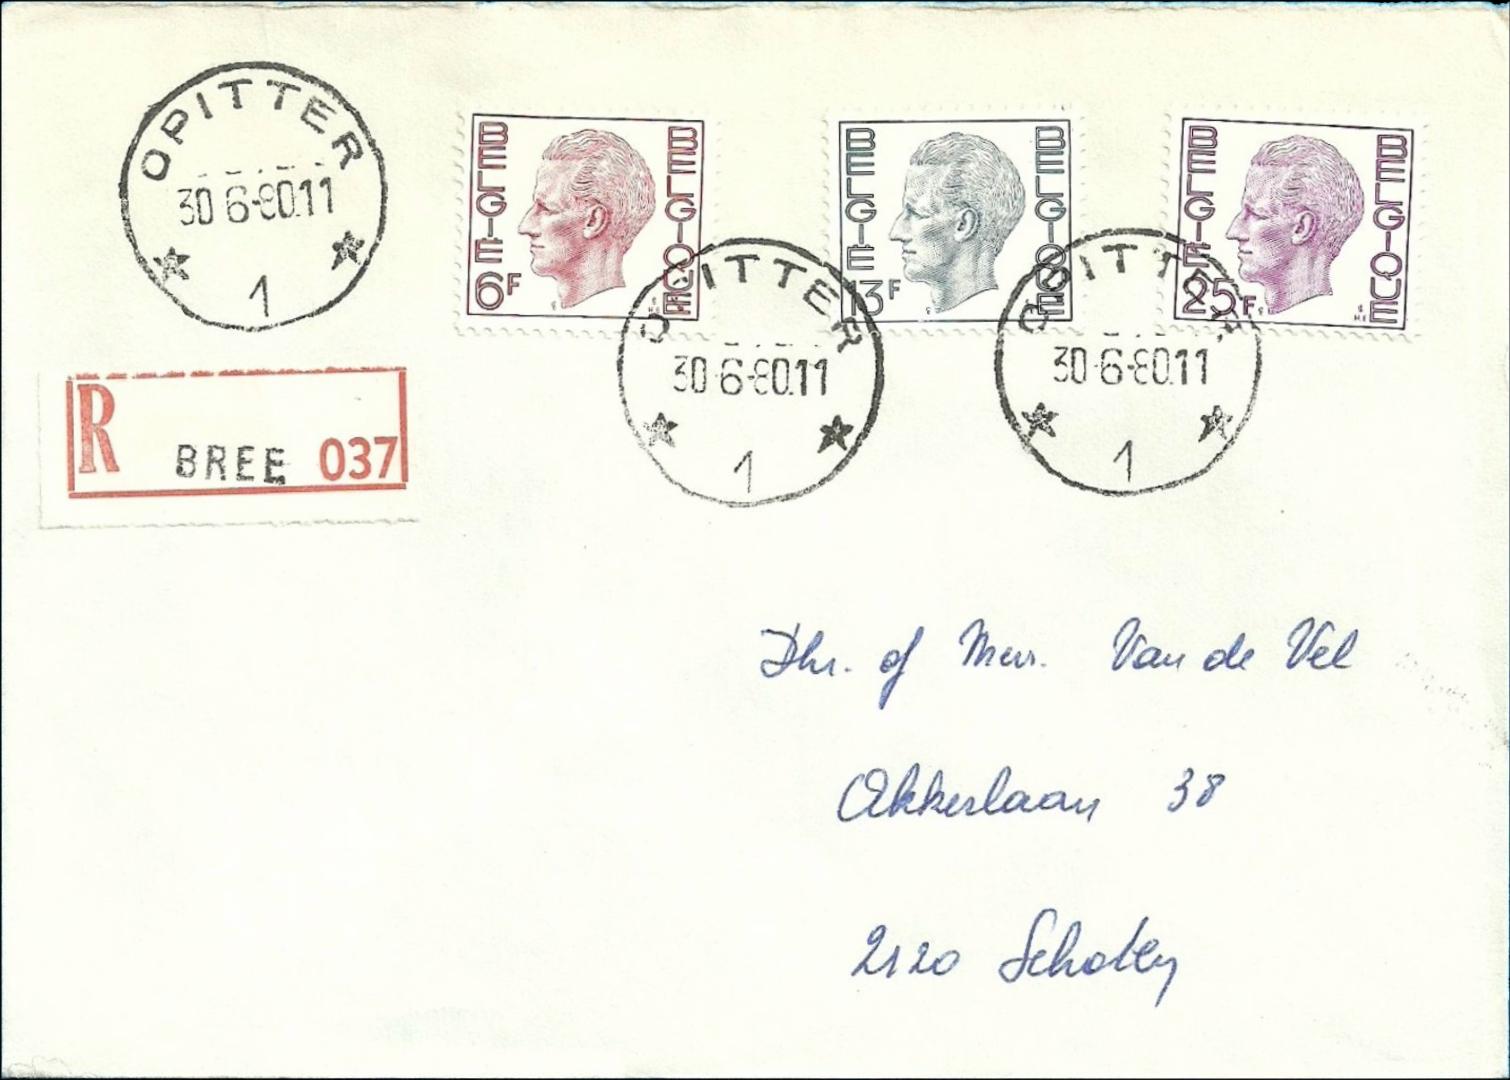 OPITTER
30-6-80.11
1
BELGIE BELGIQUE
6F
BELGIE BELGIQUE
13F
BELGIE BELGIQUE
25F
OPITTER
30-6-80.11
1
OPITTER
30-6-80.11
1
R BREE 037
Dhr. of Mevr. Van de Vel
Akkerlaan 38
2120 Schoten